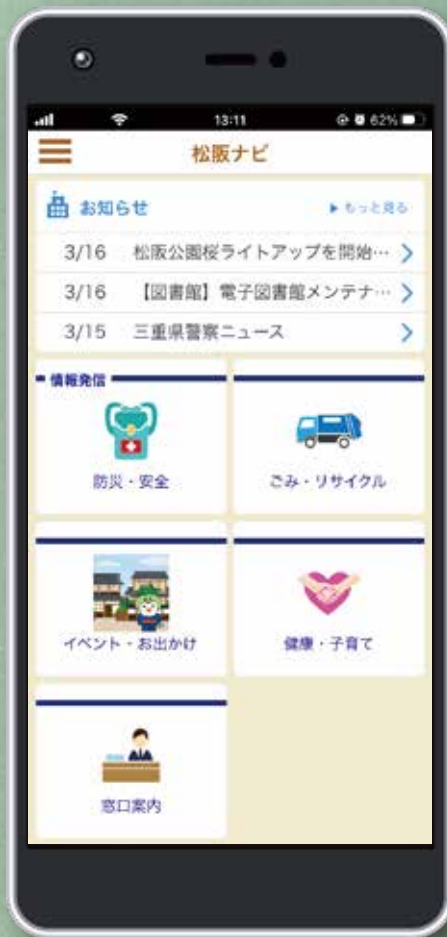 13:11
62%
松阪ナビ
お知らせ
▶ もっと見る
3/16 松阪公園桜ライトアップを開始…
3/16 【図書館】電子図書館メンテナ…
3/15 三重県警察ニュース
情報発信
防災・安全
ごみ・リサイクル
イベント・お出かけ
健康・子育て
窓口案内